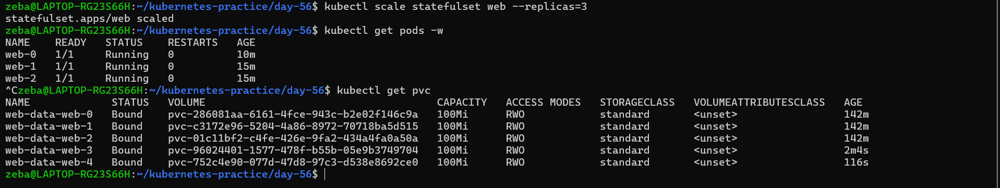 zeba@LAPTOP-RG23S66H:~/kubernetes-practice/day-56$ kubectl scale statefulset web --replicas=3
statefulset.apps/web scaled
zeba@LAPTOP-RG23S66H:~/kubernetes-practice/day-56$ kubectl get pods -w
NAME    READY   STATUS    RESTARTS   AGE
web-0   1/1     Running   0          10m
web-1   1/1     Running   0          15m
web-2   1/1     Running   0          15m
^Czeba@LAPTOP-RG23S66H:~/kubernetes-practice/day-56$ kubectl get pvc
NAME             STATUS   VOLUME                                     CAPACITY   ACCESS MODES   STORAGECLASS   VOLUMEATTRIBUTESCLASS   AGE
web-data-web-0   Bound    pvc-286081aa-6161-4fce-943c-b2e02f146c9a   100Mi      RWO            standard       <unset>                 142m
web-data-web-1   Bound    pvc-c3172e96-5204-4a86-8972-70718ba5d515   100Mi      RWO            standard       <unset>                 142m
web-data-web-2   Bound    pvc-01c11bf2-c4fe-426e-9fa2-434a4fa0a50a   100Mi      RWO            standard       <unset>                 142m
web-data-web-3   Bound    pvc-96024401-1577-478f-b55b-05e9b3749704   100Mi      RWO            standard       <unset>                 2m4s
web-data-web-4   Bound    pvc-752c4e90-077d-47d8-97c3-d538e8692ce0   100Mi      RWO            standard       <unset>                 116s
zeba@LAPTOP-RG23S66H:~/kubernetes-practice/day-56$